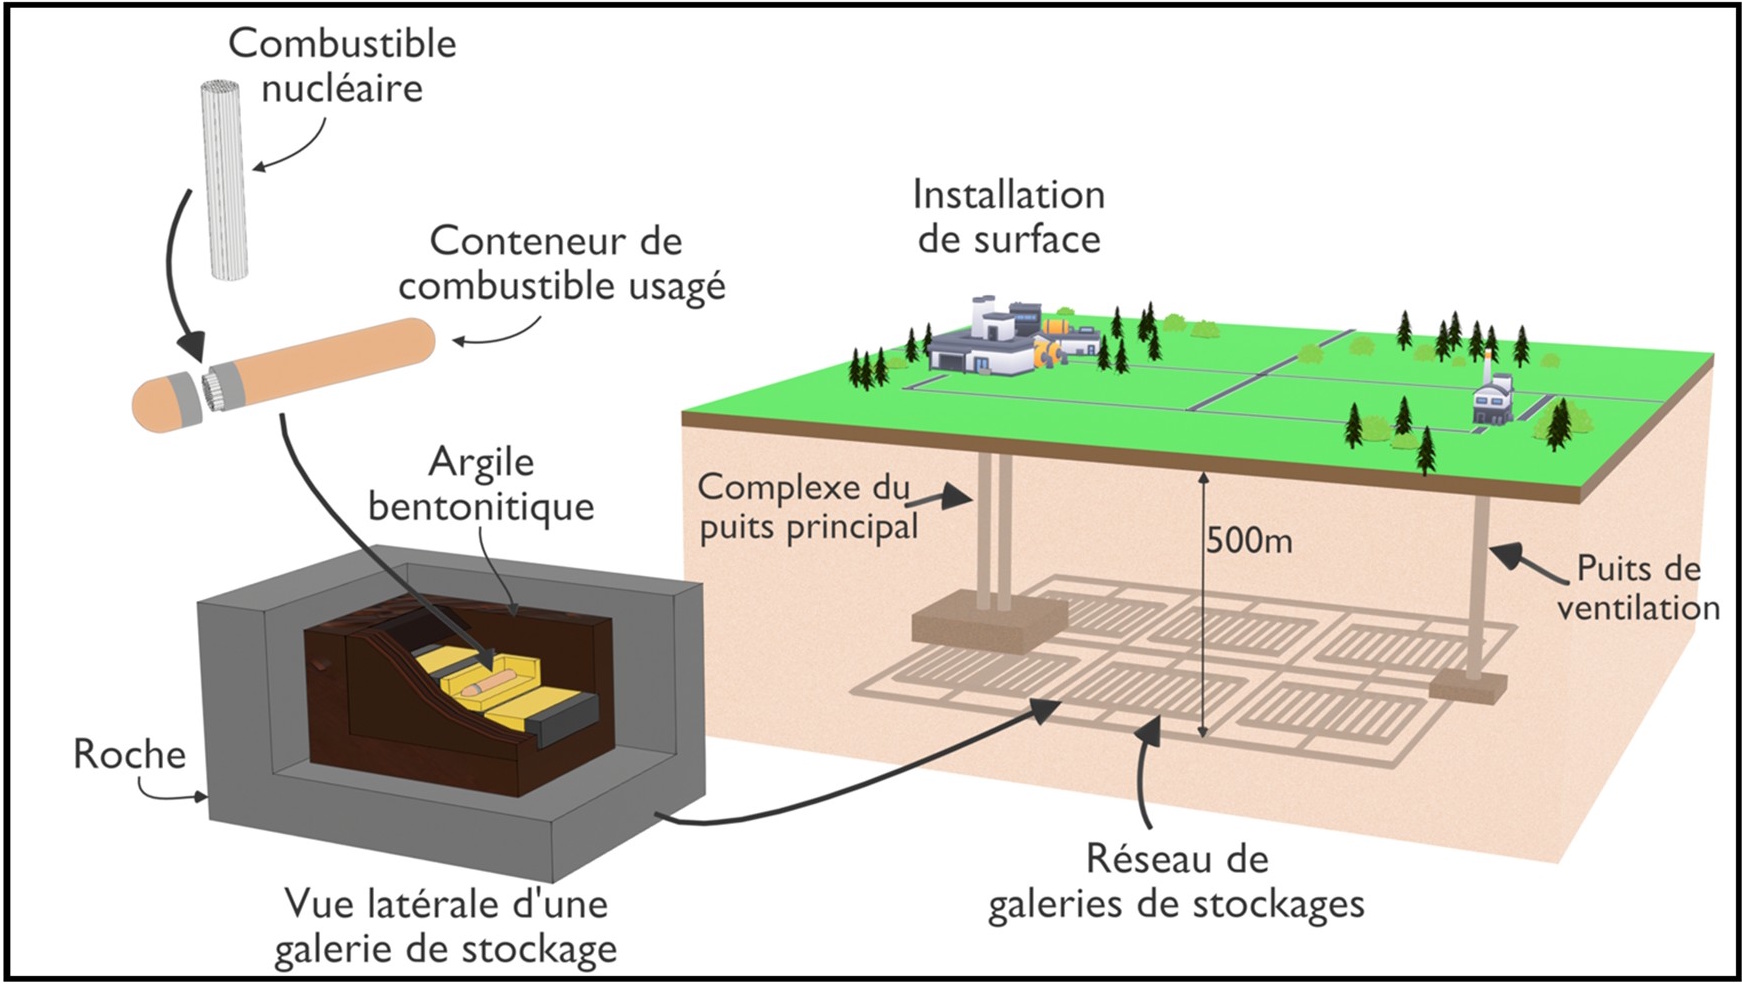 Combustible
nucléaire
Conteneur de
combustible usagé
Argile
bentonitique
Roche
Vue latérale d'une
galerie de stockage
Installation
de surface
Complexe du
puits principal
500m
Puits de
ventilation
Réseau de
galeries de stockages